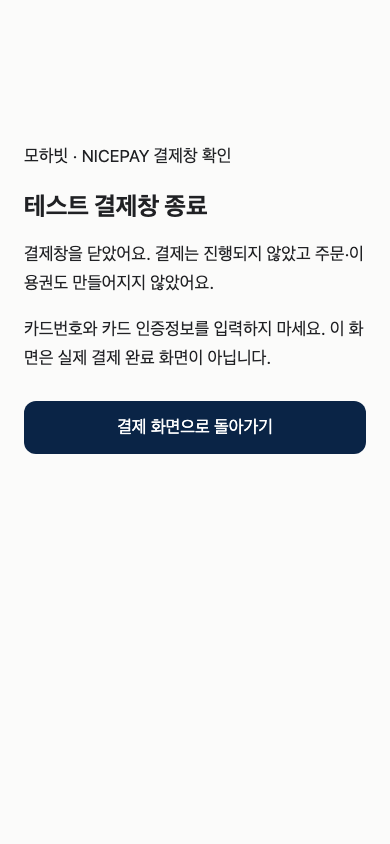 모하빗 · NICEPAY 결제창 확인
테스트 결제창 종료
결제창을 닫았어요. 결제는 진행되지 않았고 주문·이
용권도 만들어지지 않았어요.
카드번호와 카드 인증정보를 입력하지 마세요. 이 화
면은 실제 결제 완료 화면이 아닙니다.
결제 화면으로 돌아가기